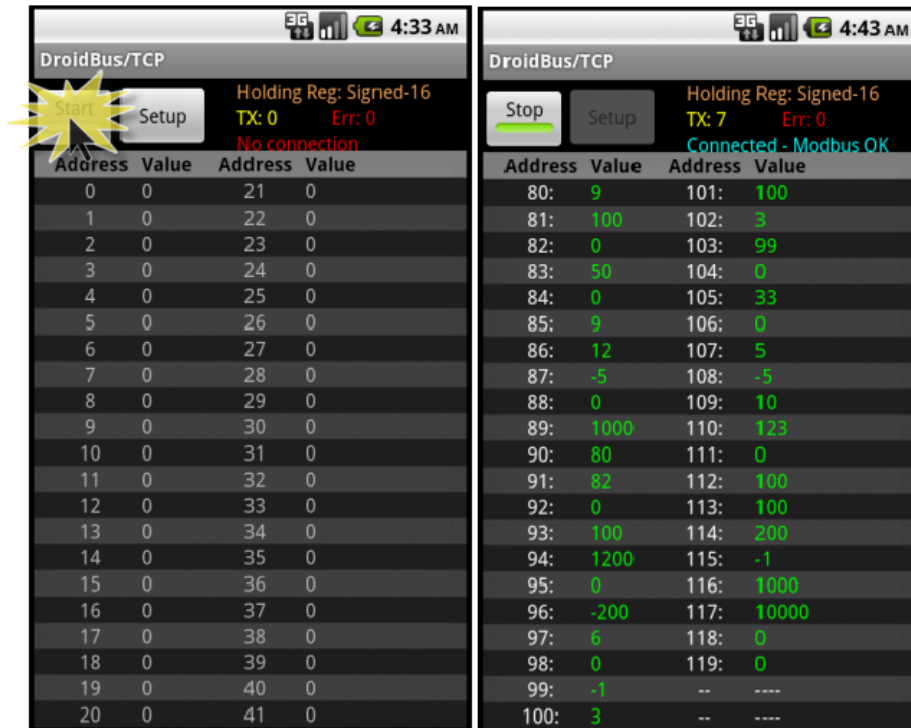 3G 4:33 AM
DroidBus/TCP
Start Setup
Holding Reg: Signed-16
TX: 0 Err: 0
No connection
Address Value Address Value
0 0 21 0
1 0 22 0
2 0 23 0
3 0 24 0
4 0 25 0
5 0 26 0
6 0 27 0
7 0 28 0
8 0 29 0
9 0 30 0
10 0 31 0
11 0 32 0
12 0 33 0
13 0 34 0
14 0 35 0
15 0 36 0
16 0 37 0
17 0 38 0
18 0 39 0
19 0 40 0
20 0 41 0
3G 4:43 AM
DroidBus/TCP
Stop Setup
Holding Reg: Signed-16
TX: 7 Err: 0
Connected - Modbus OK
Address Value Address Value
80: 9 101: 100
81: 100 102: 3
82: 0 103: 99
83: 50 104: 0
84: 0 105: 33
85: 9 106: 0
86: 12 107: 5
87: -5 108: -5
88: 0 109: 10
89: 1000 110: 123
90: 80 111: 0
91: 82 112: 100
92: 0 113: 100
93: 100 114: 200
94: 1200 115: -1
95: 0 116: 1000
96: -200 117: 10000
97: 6 118: 0
98: 0 119: 0
99: -1 -- ----
100: 3 -- ----